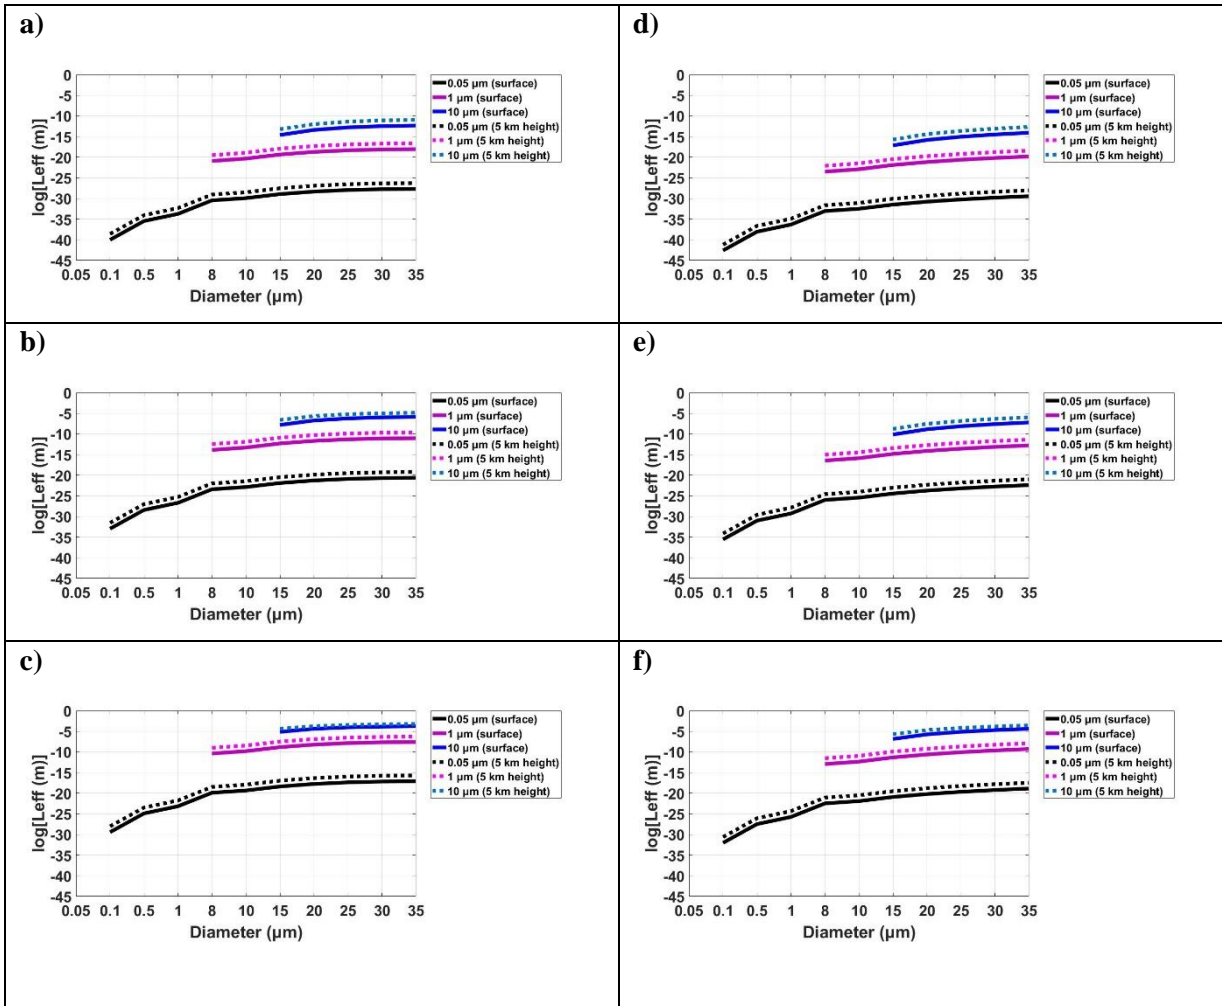 a)
log[Leff (m)]
0
-5
-10
-15
-20
-25
-30
-35
-40
-45
0.05 0.1 0.5 1 8 10 15 20 25 30 35
Diameter (µm)
0.05 µm (surface)
1 µm (surface)
10 µm (surface)
0.05 µm (5 km height)
1 µm (5 km height)
10 µm (5 km height)
d)
log[Leff (m)]
0
-5
-10
-15
-20
-25
-30
-35
-40
-45
0.05 0.1 0.5 1 8 10 15 20 25 30 35
Diameter (µm)
0.05 µm (surface)
1 µm (surface)
10 µm (surface)
0.05 µm (5 km height)
1 µm (5 km height)
10 µm (5 km height)
b)
log[Leff (m)]
0
-5
-10
-15
-20
-25
-30
-35
-40
-45
0.05 0.1 0.5 1 8 10 15 20 25 30 35
Diameter (µm)
0.05 µm (surface)
1 µm (surface)
10 µm (surface)
0.05 µm (5 km height)
1 µm (5 km height)
10 µm (5 km height)
e)
log[Leff (m)]
0
-5
-10
-15
-20
-25
-30
-35
-40
-45
0.05 0.1 0.5 1 8 10 15 20 25 30 35
Diameter (µm)
0.05 µm (surface)
1 µm (surface)
10 µm (surface)
0.05 µm (5 km height)
1 µm (5 km height)
10 µm (5 km height)
c)
log[Leff (m)]
0
-5
-10
-15
-20
-25
-30
-35
-40
-45
0.05 0.1 0.5 1 8 10 15 20 25 30 35
Diameter (µm)
0.05 µm (surface)
1 µm (surface)
10 µm (surface)
0.05 µm (5 km height)
1 µm (5 km height)
10 µm (5 km height)
f)
log[Leff (m)]
0
-5
-10
-15
-20
-25
-30
-35
-40
-45
0.05 0.1 0.5 1 8 10 15 20 25 30 35
Diameter (µm)
0.05 µm (surface)
1 µm (surface)
10 µm (surface)
0.05 µm (5 km height)
1 µm (5 km height)
10 µm (5 km height)